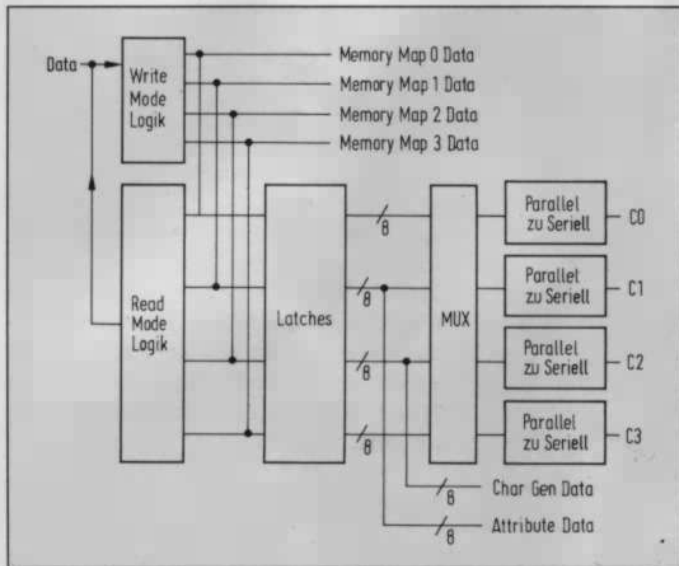 Data
Write
Mode
Logik
Memory Map 0 Data
Memory Map 1 Data
Memory Map 2 Data
Memory Map 3 Data
Read
Mode
Logik
Latches
8
8
8
8
MUX
Parallel
zu Seriell
C0
Parallel
zu Seriell
C1
Parallel
zu Seriell
C2
Parallel
zu Seriell
C3
8
Char Gen Data
8
Attribute Data